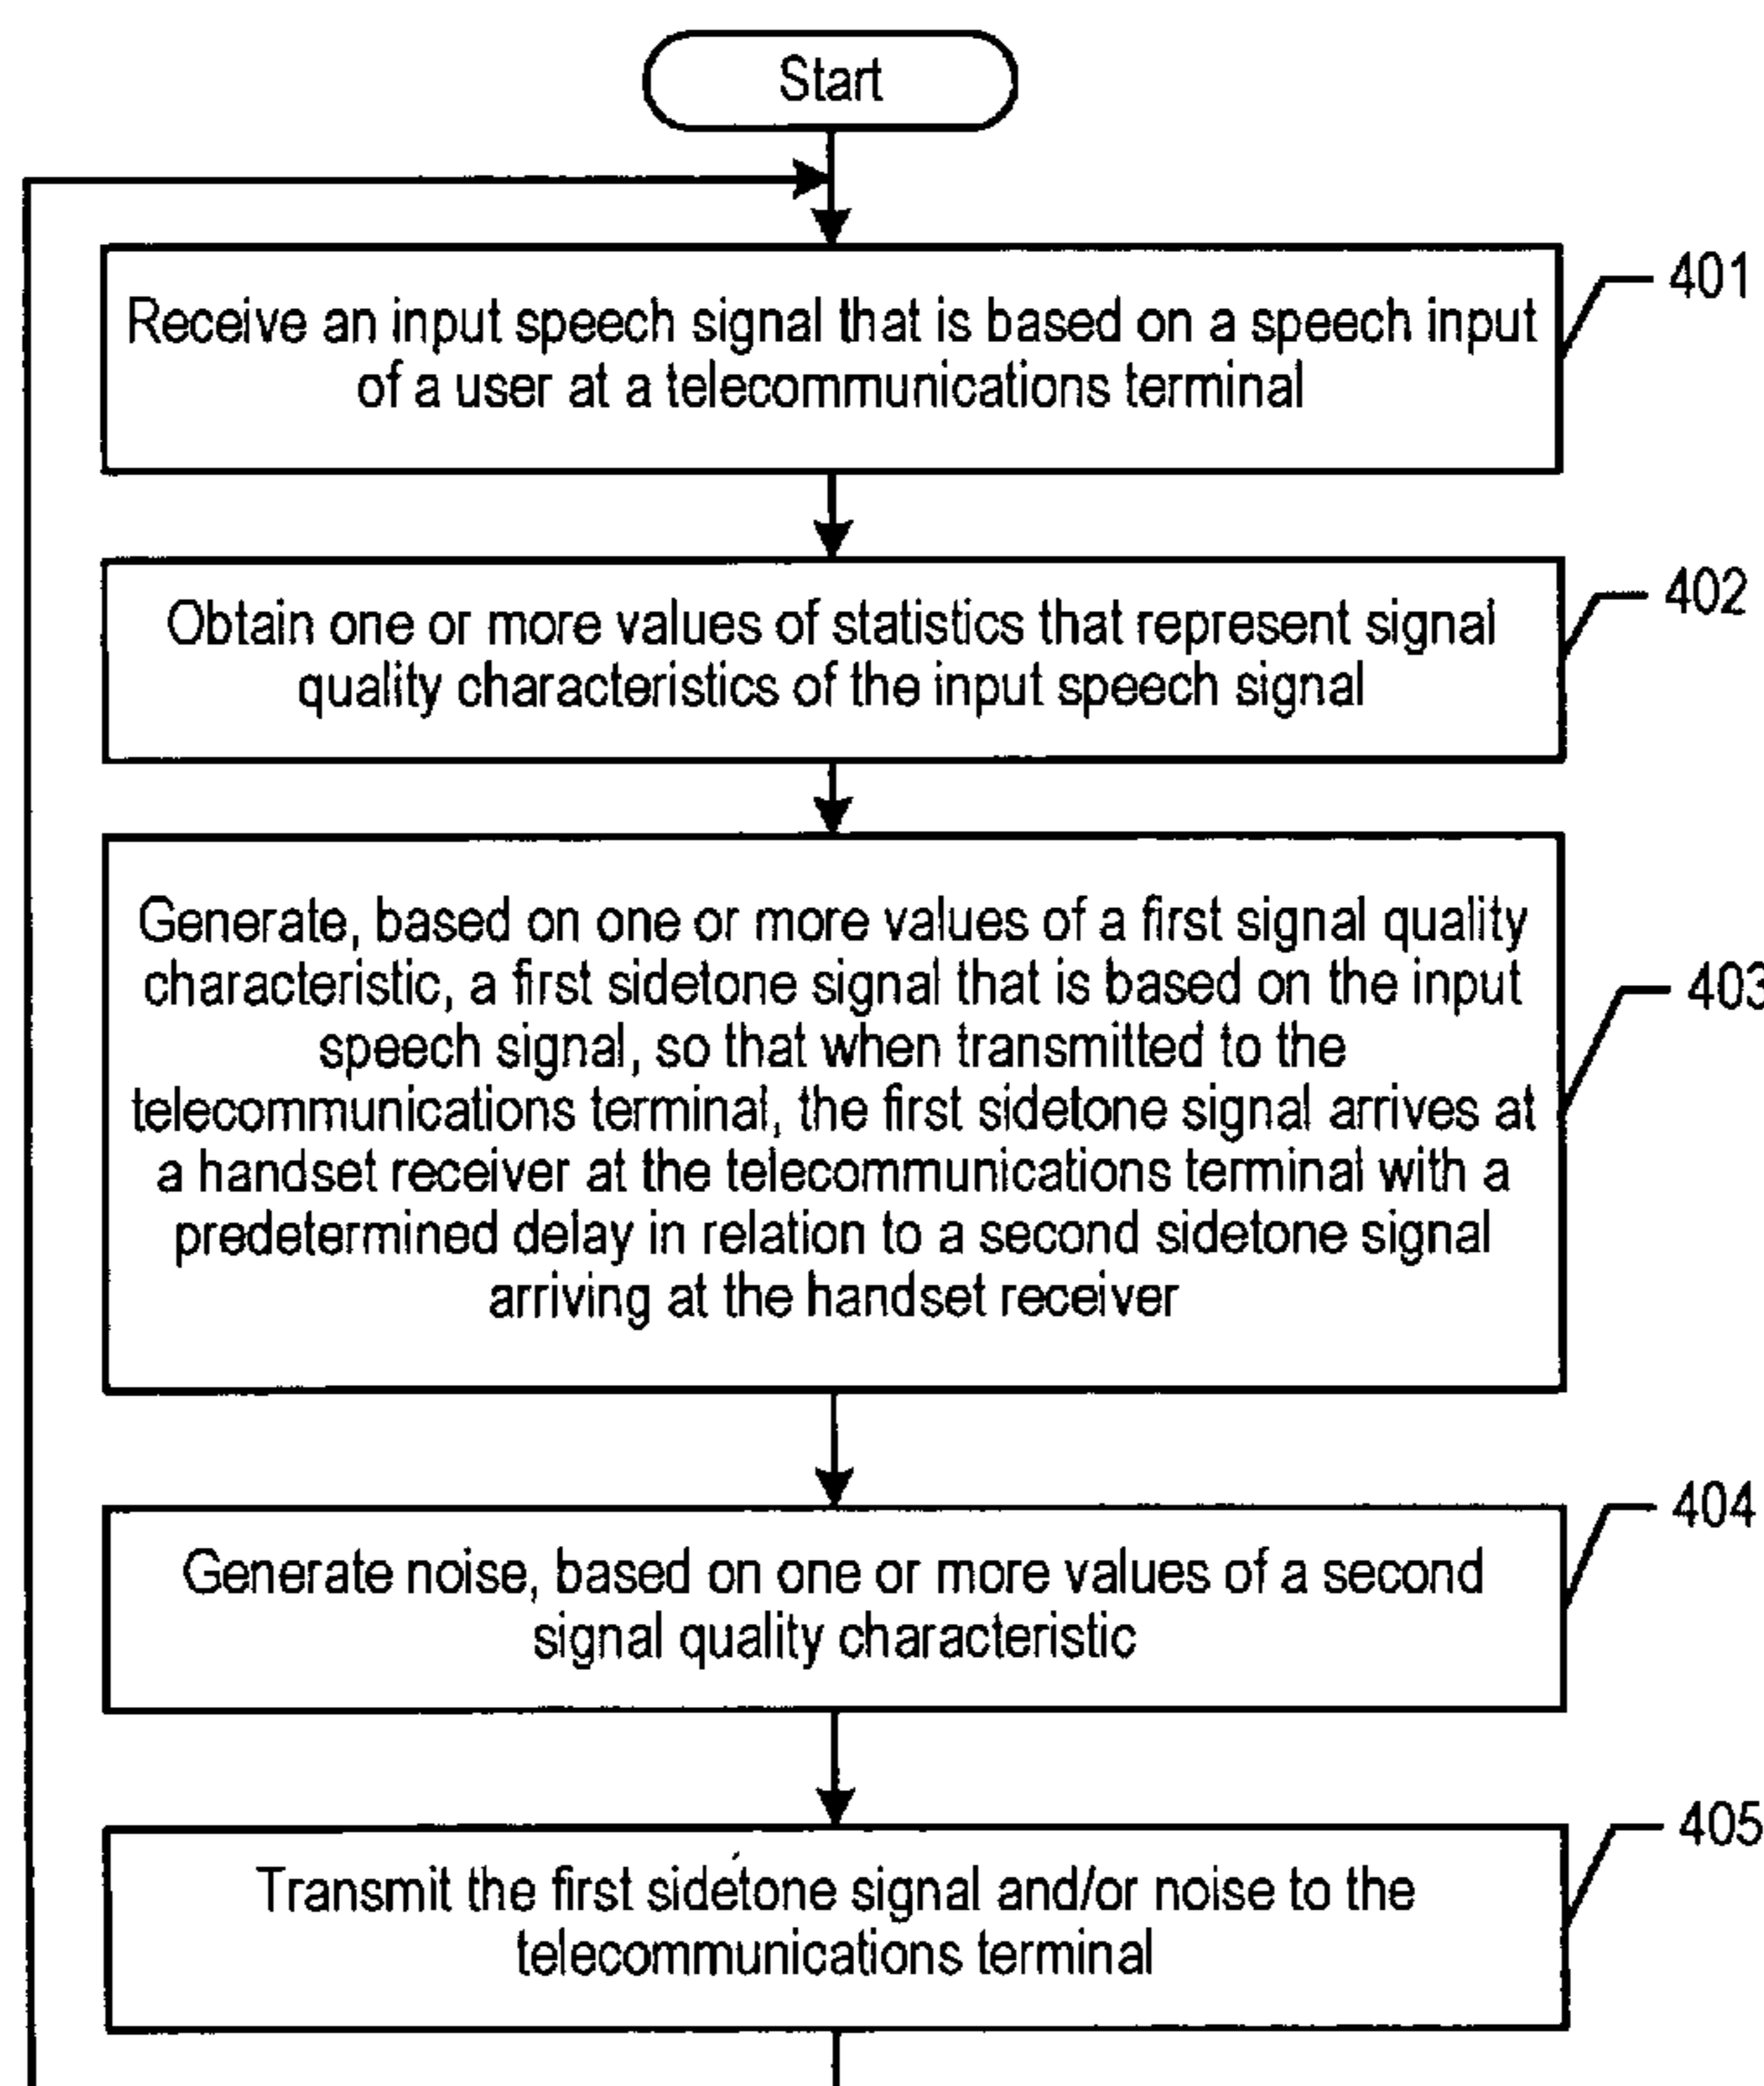 Start
401
Receive an input speech signal that is based on a speech input
of a user at a telecommunications terminal
402
Obtain one or more values of statistics that represent signal
quality characteristics of the input speech signal
403
Generate, based on one or more values of a first signal quality
characteristic, a first sidetone signal that is based on the input
speech signal, so that when transmitted to the
telecommunications terminal, the first sidetone signal arrives at
a handset receiver at the telecommunications terminal with a
predetermined delay in relation to a second sidetone signal
arriving at the handset receiver
404
Generate noise, based on one or more values of a second
signal quality characteristic
405
Transmit the first sidetone signal and/or noise to the
telecommunications terminal